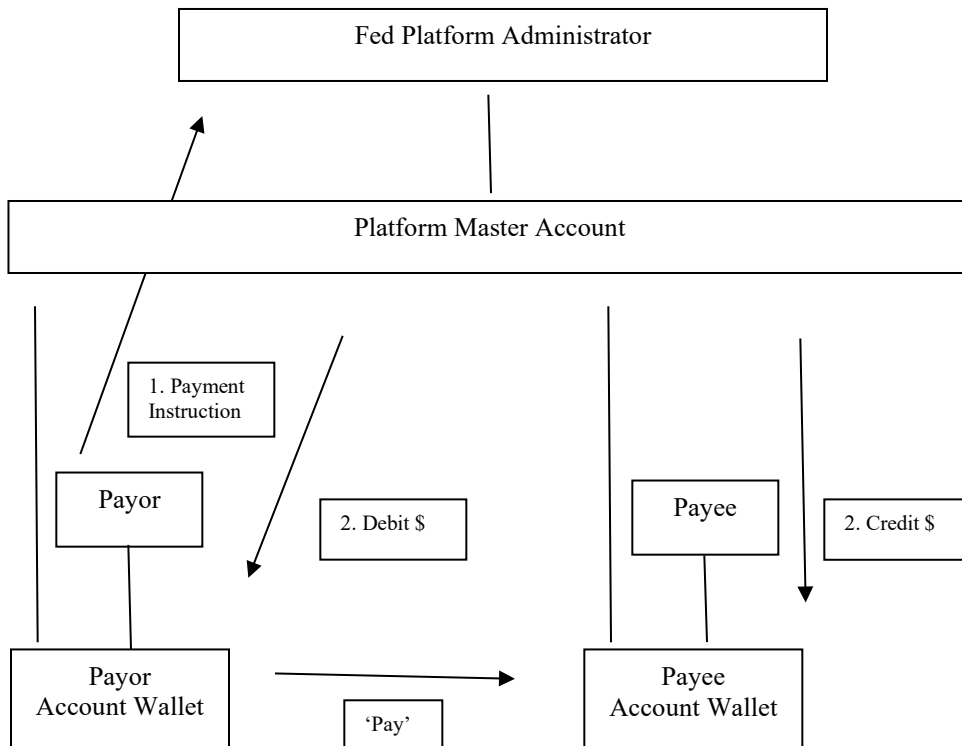 Fed Platform Administrator
Platform Master Account
1. Payment
Instruction
Payor
2. Debit $
Payee
2. Credit $
Payor
Account Wallet
‘Pay’
Payee
Account Wallet